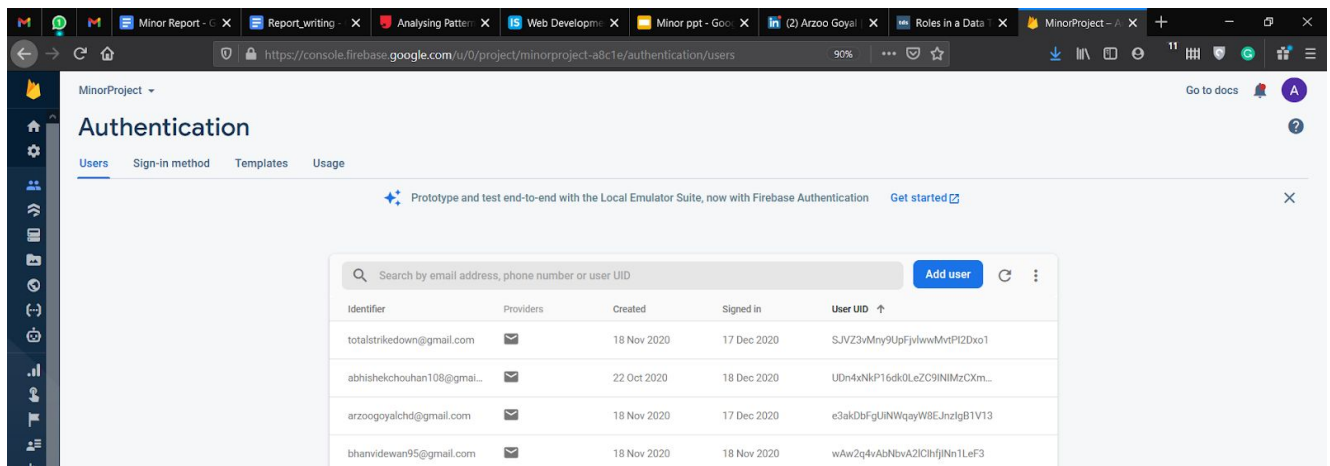 Minor Report - G
Report_writing -
Analysing Pattern
Web Developme
Minor ppt - Goo
(2) Arzoo Goyal |
Roles in a Data T
MinorProject – A
https://console.firebase.google.com/u/0/project/minorproject-a8c1e/authentication/users
90%
11
MinorProject
Go to docs
A
Authentication
Users Sign-in method Templates Usage
Prototype and test end-to-end with the Local Emulator Suite, now with Firebase Authentication Get started
Search by email address, phone number or user UID
Add user
Identifier Providers Created Signed in User UID
totalstrikedown@gmail.com 18 Nov 2020 17 Dec 2020 SJVZ3vMny9UpFjvlwwMvtPI2Dxo1
abhishekchouhan108@gmai... 22 Oct 2020 18 Dec 2020 UDn4xNkP16dk0LeZC9INIMzCXm...
arzoogoyalchd@gmail.com 18 Nov 2020 17 Dec 2020 e3akDbFgUiNWqayW8EJnzIgB1V13
bhanvidewan95@gmail.com 18 Nov 2020 18 Nov 2020 wAw2q4vAbNbvA2lClhfjINn1LeF3